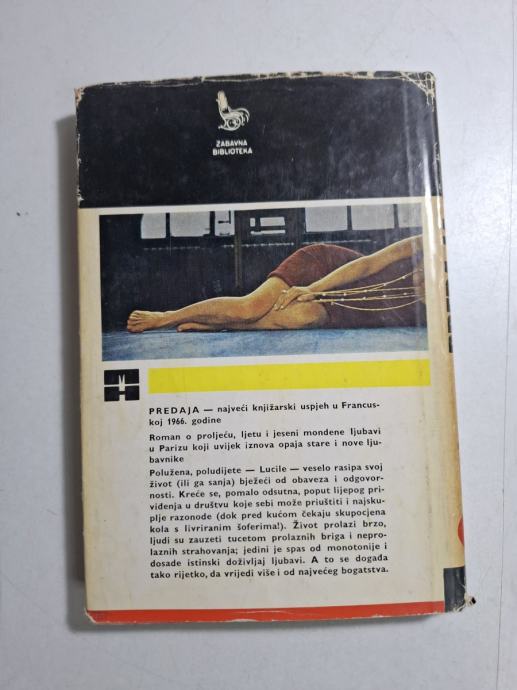 ZABAVNA
BIBLIOTEKA
PREDAJA — najveći knjižarski uspjeh u Francus-
koj 1966. godine
Roman o proljeću, ljetu i jeseni mondene ljubavi
u Parizu koji uvijek iznova opaja stare i nove lju-
bavnike
Polužena, poludijete — Lucile — veselo rasipa svoj
život (ili ga sanja) bježeći od obaveza i odgovor-
nosti. Kreće se, pomalo odsutna, poput lijepog pri-
viđenja u društvu koje sebi može priuštiti i najsku-
plje razonode (dok pred kućom čekaju skupocjena
kola s livriranim šoferima!). Život prolazi brzo,
ljudi su zauzeti tucetom prolaznih briga i nepro-
laznih strahovanja; jedini je spas od monotonije i
dosade istinski doživljaj ljubavi. A to se događa
tako rijetko, da vrijedi više i od najvećeg bogatstva.